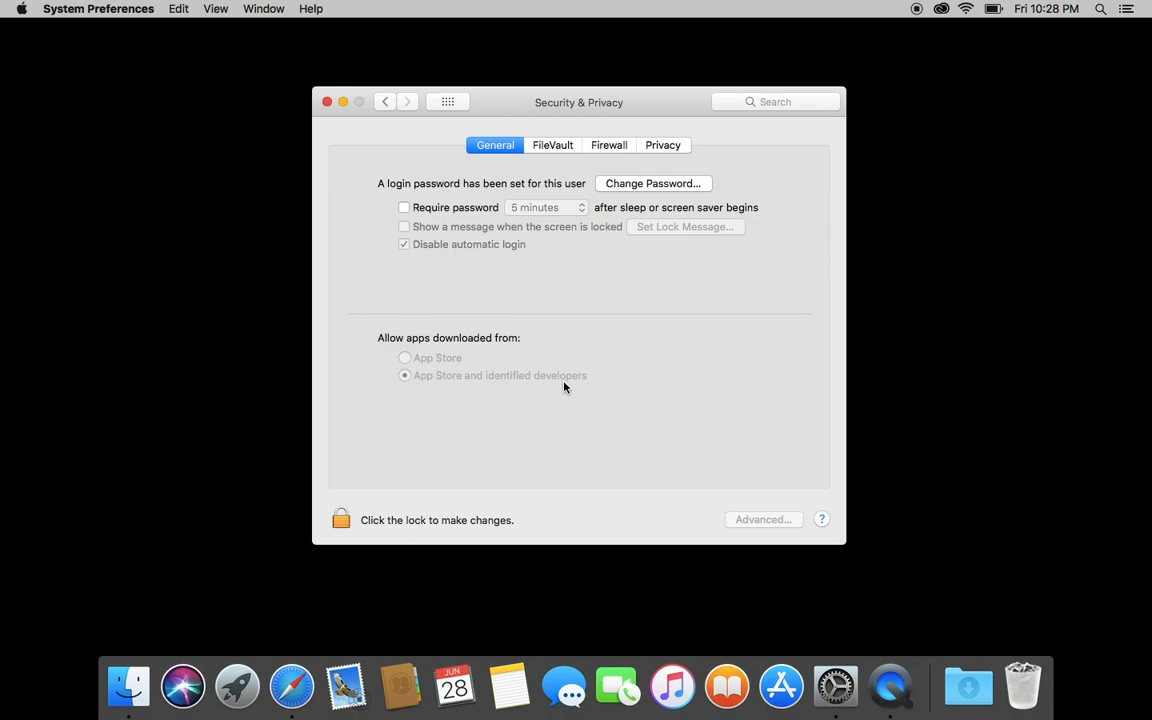 System Preferences Edit View Window Help Fri 10:28 PM
Security & Privacy Search
General FileVault Firewall Privacy
A login password has been set for this user Change Password...
Require password 5 minutes after sleep or screen saver begins
Show a message when the screen is locked Set Lock Message...
Disable automatic login
Allow apps downloaded from:
App Store
App Store and identified developers
Click the lock to make changes. Advanced... ?
JUN
28